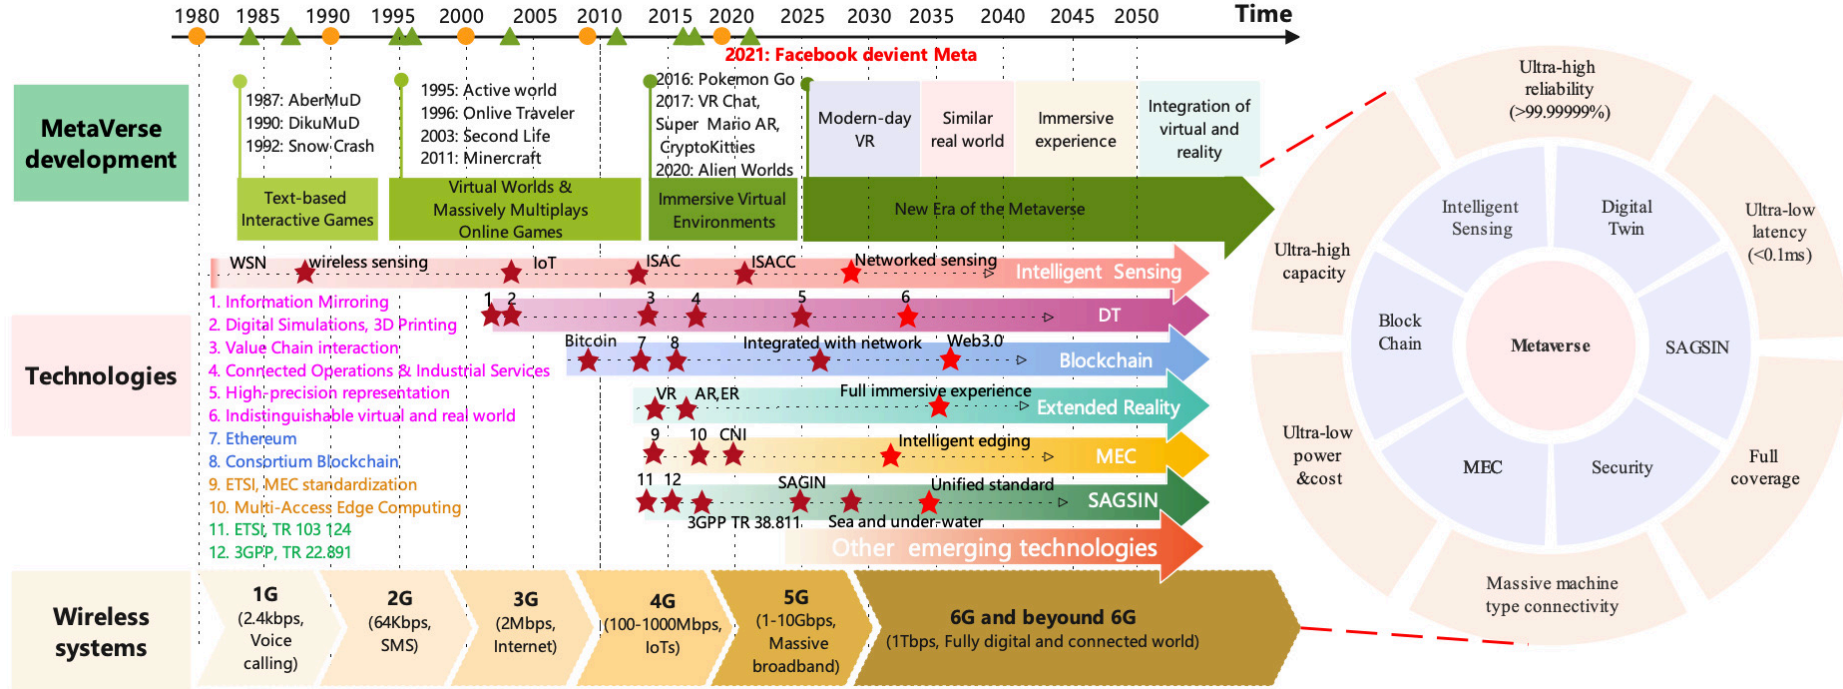 1980 1985 1990 1995 2000 2005 2010 2015 2020 2025 2030 2035 2040 2045 2050 Time
2021: Facebook devient Meta
MetaVerse
development
1987: AberMuD
1990: DikuMuD
1992: Snow Crash
Text-based
Interactive Games
1995: Active world
1996: Onlive Traveler
2003: Second Life
2011: Minercraft
Virtual Worlds &
Massively Multiplays
Online Games
2016: Pokemon Go
2017: VR Chat,
Super Mario AR,
CryptoKitties
2020: Alien Worlds
Immersive Virtual
Environments
Modern-day
VR
Similar
real world
Immersive
experience
Integration of
virtual and
reality
New Era of the Metaverse
Technologies
WSN wireless sensing IoT ISAC ISACC Networked sensing
Intelligent Sensing
1 2 3 4 5 6
DT
Bitcoin 7 8 Integrated with network Web3.0
Blockchain
VR AR,ER Full immersive experience
Extended Reality
9 10 CNI Intelligent edging
MEC
11 12 SAGIN Unified standard
SAGSIN
3GPP TR 38.811 Sea and under-water
Other emerging technologies
1. Information Mirroring
2. Digital Simulations, 3D Printing
3. Value Chain interaction
4. Connected Operations & Industrial Services
5. High-precision representation
6. Indistinguishable virtual and real world
7. Ethereum
8. Consortium Blockchain
9. ETSI, MEC standardization
10. Multi-Access Edge Computing
11. ETSI, TR 103 124
12. 3GPP, TR 22.891
Wireless
systems
1G
(2.4kbps,
Voice
calling)
2G
(64Kbps,
SMS)
3G
(2Mbps,
Internet)
4G
(100-1000Mbps,
IoTs)
5G
(1-10Gbps,
Massive
broadband)
6G and beyound 6G
(1Tbps, Fully digital and connected world)
Ultra-high
reliability
(>99.99999%)
Ultra-low
latency
(<0.1ms)
Full
coverage
Massive machine
type connectivity
Ultra-low
power
&cost
Ultra-high
capacity
Intelligent
Sensing
Digital
Twin
SAGSIN
Security
MEC
Block
Chain
Metaverse